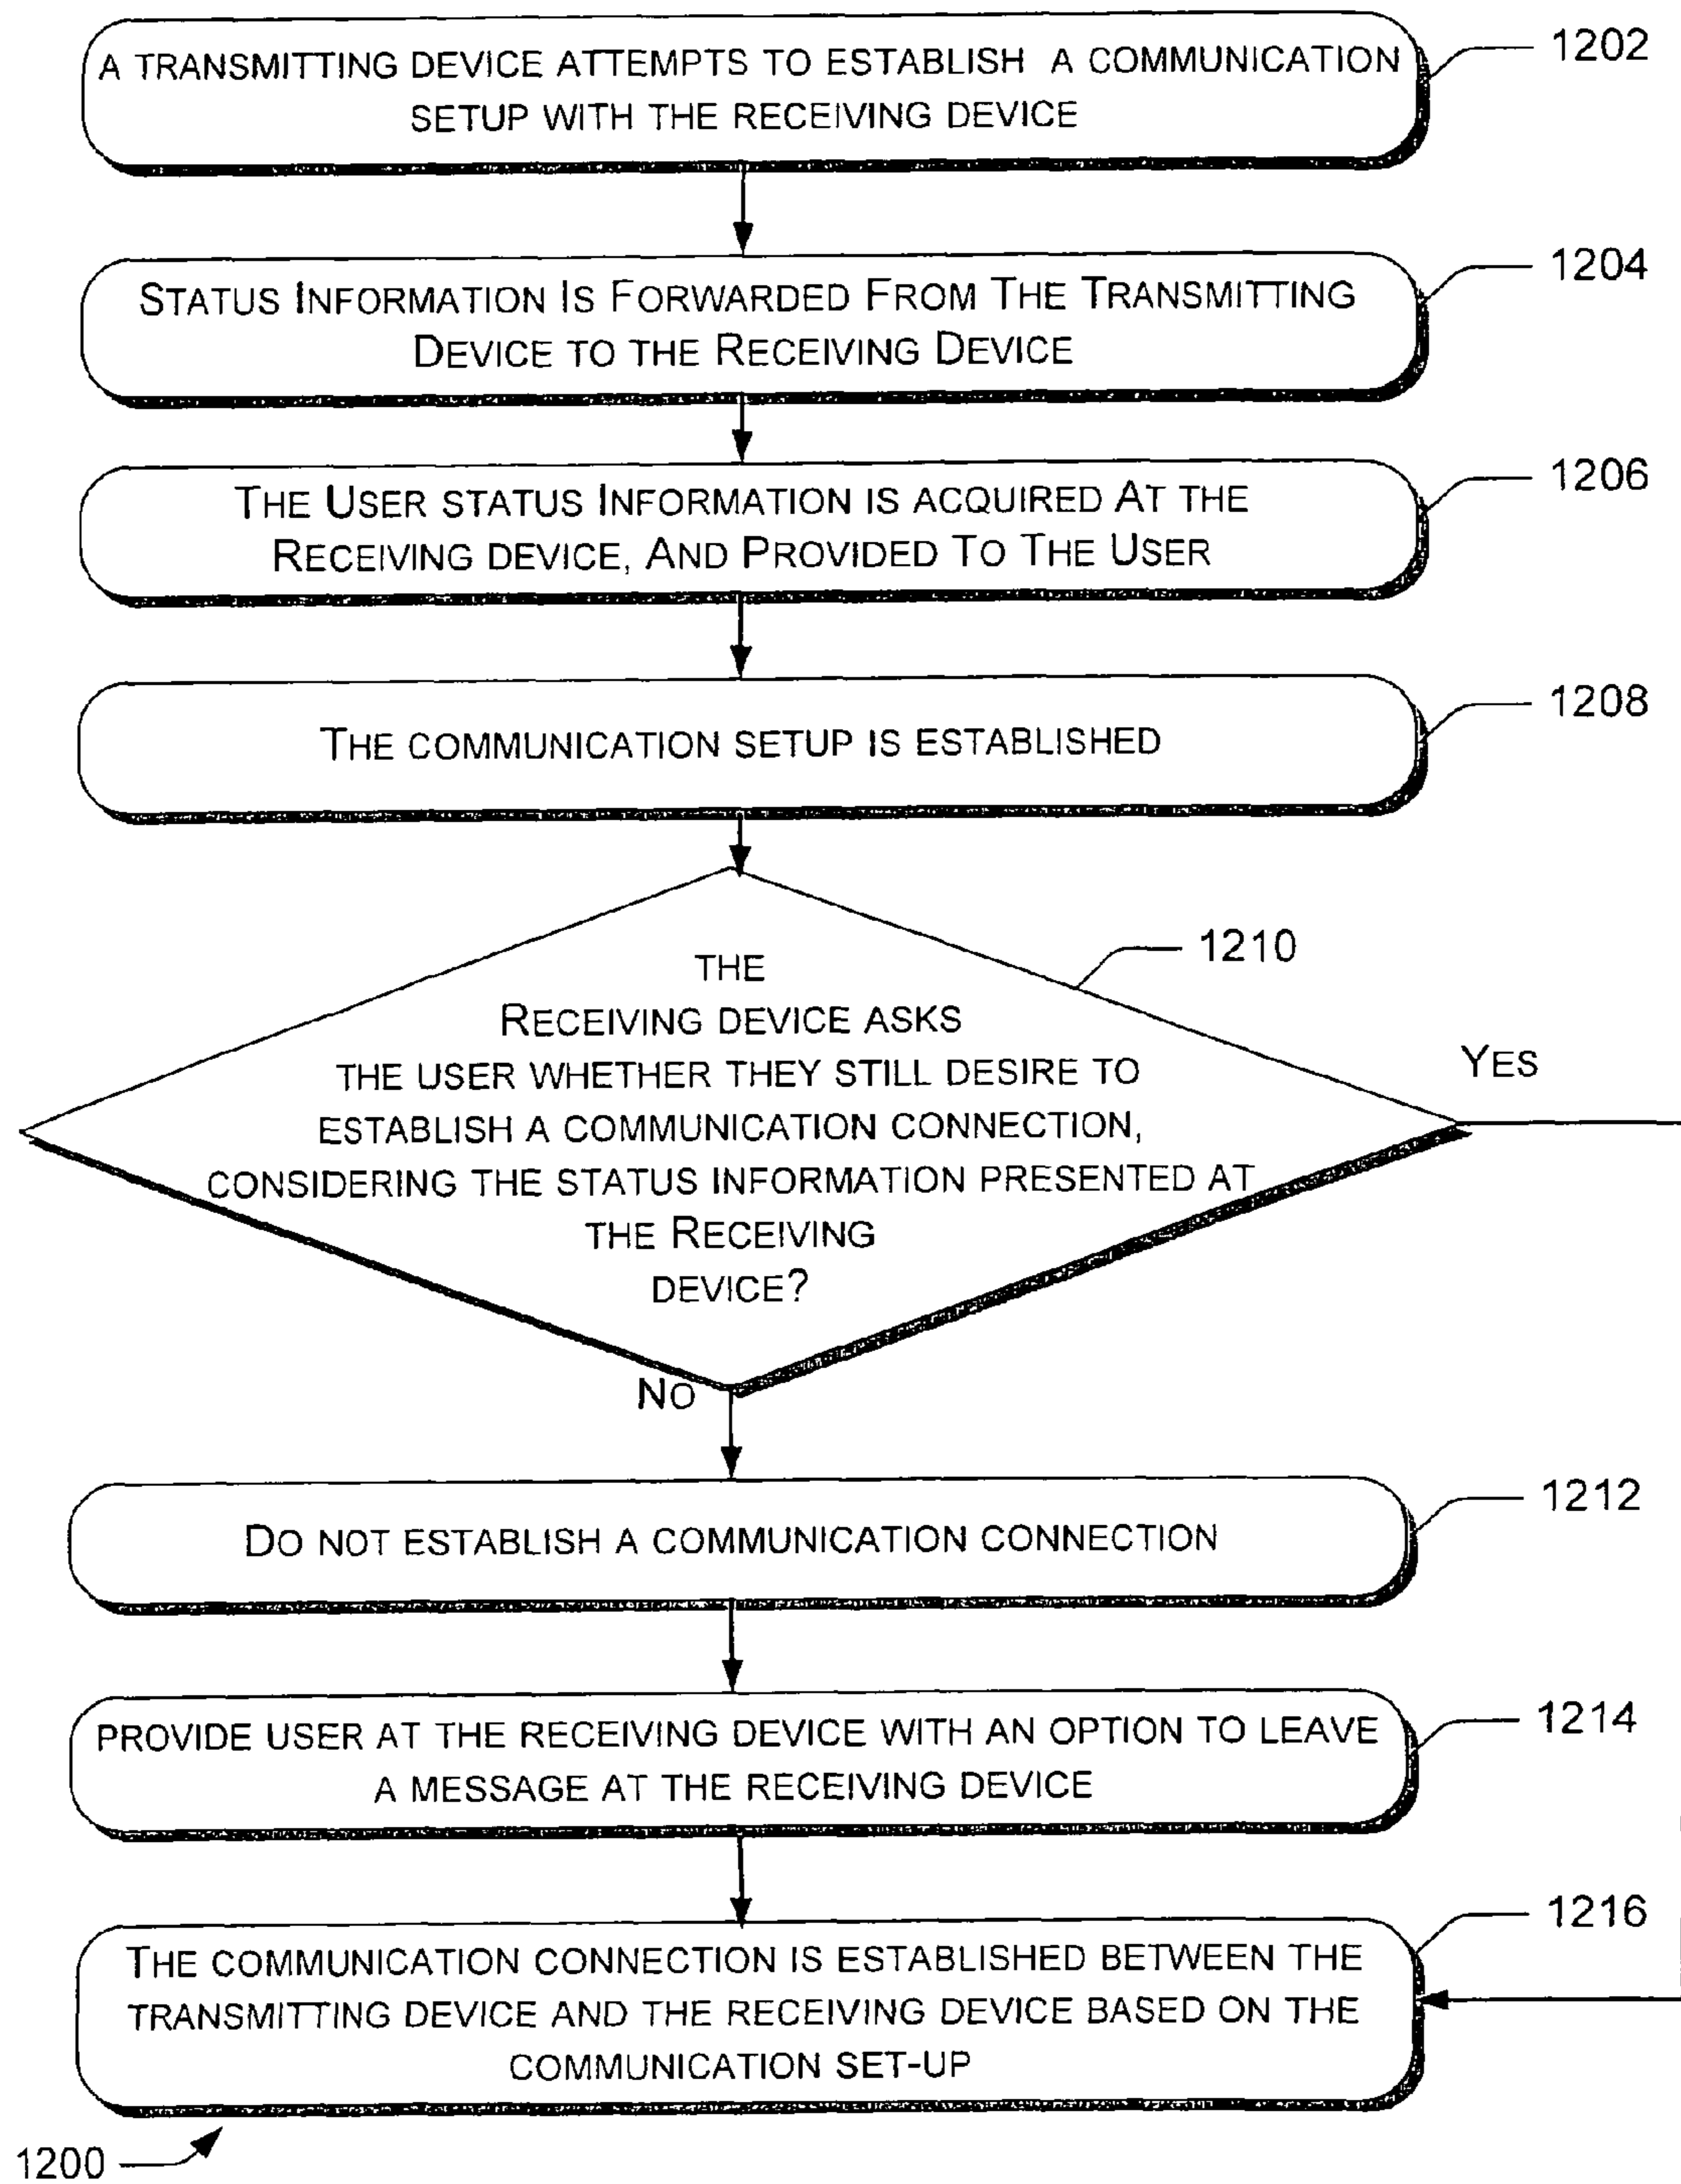 A TRANSMITTING DEVICE ATTEMPTS TO ESTABLISH A COMMUNICATION
SETUP WITH THE RECEIVING DEVICE
1202
STATUS INFORMATION IS FORWARDED FROM THE TRANSMITTING
DEVICE TO THE RECEIVING DEVICE
1204
THE USER STATUS INFORMATION IS ACQUIRED AT THE
RECEIVING DEVICE, AND PROVIDED TO THE USER
1206
THE COMMUNICATION SETUP IS ESTABLISHED
1208
THE
RECEIVING DEVICE ASKS
THE USER WHETHER THEY STILL DESIRE TO
ESTABLISH A COMMUNICATION CONNECTION,
CONSIDERING THE STATUS INFORMATION PRESENTED AT
THE RECEIVING
DEVICE?
1210
YES
NO
DO NOT ESTABLISH A COMMUNICATION CONNECTION
1212
PROVIDE USER AT THE RECEIVING DEVICE WITH AN OPTION TO LEAVE
A MESSAGE AT THE RECEIVING DEVICE
1214
THE COMMUNICATION CONNECTION IS ESTABLISHED BETWEEN THE
TRANSMITTING DEVICE AND THE RECEIVING DEVICE BASED ON THE
COMMUNICATION SET-UP
1216
1200